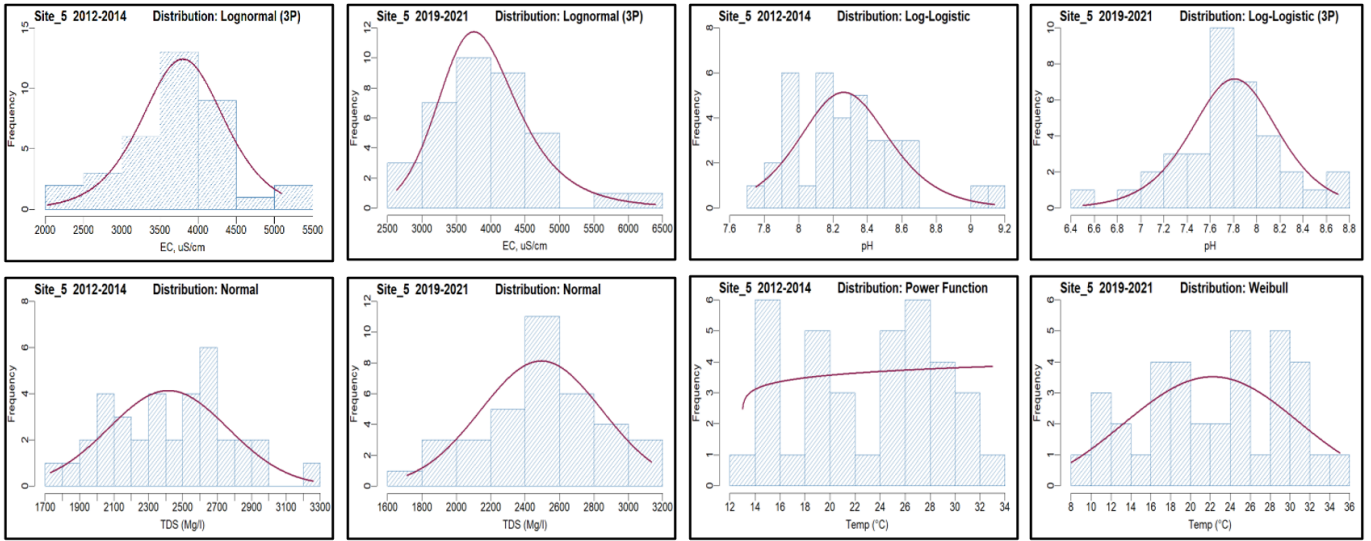 Site_5 2012-2014 Distribution: Lognormal (3P)
15
10
5
0
Frequency
2000 2500 3000 3500 4000 4500 5000 5500
EC, uS/cm
Site_5 2019-2021 Distribution: Lognormal (3P)
12
10
8
6
4
2
0
Frequency
2500 3000 3500 4000 4500 5000 5500 6000 6500
EC, uS/cm
Site_5 2012-2014 Distribution: Log-Logistic
8
6
4
2
0
Frequency
7.6 7.8 8 8.2 8.4 8.6 8.8 9 9.2
pH
Site_5 2019-2021 Distribution: Log-Logistic (3P)
10
8
6
4
2
0
Frequency
6.4 6.7 7 7.2 7.4 7.6 7.8 8 8.2 8.4 8.6 8.8
pH
Site_5 2012-2014 Distribution: Normal
8
6
4
2
0
Frequency
1700 1900 2100 2300 2500 2700 2900 3100 3300
TDS (Mg/l)
Site_5 2019-2021 Distribution: Normal
12
10
8
6
4
2
0
Frequency
1600 1800 2000 2200 2400 2600 2800 3000 3200
TDS (Mg/l)
Site_5 2012-2014 Distribution: Power Function
6
5
4
3
2
1
0
Frequency
12 14 16 18 20 22 24 26 28 30 32 34
Temp (°C)
Site_5 2019-2021 Distribution: Weibull
6
5
4
3
2
1
0
Frequency
8 10 12 14 16 18 20 22 24 26 28 30 32 34 36
Temp (°C)